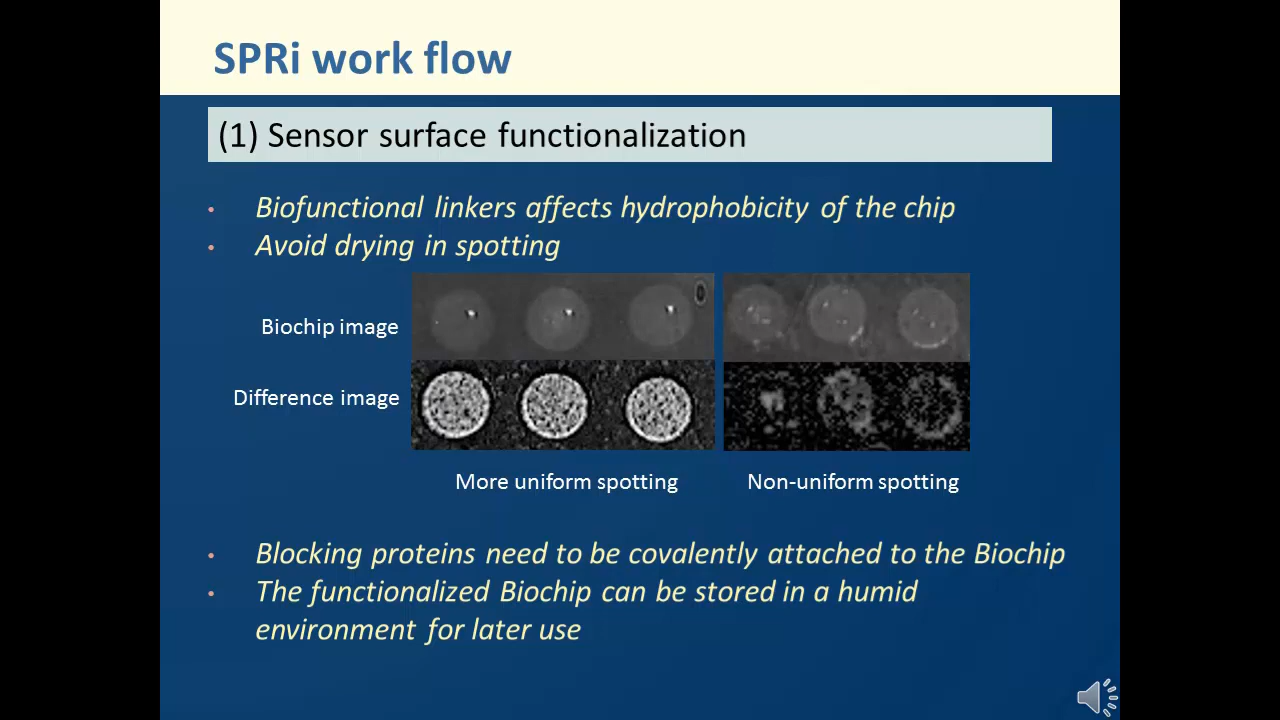 SPRi work flow
(1) Sensor surface functionalization
• Biofunctional linkers affects hydrophobicity of the chip
• Avoid drying in spotting
Biochip image
Difference image
More uniform spotting
Non-uniform spotting
• Blocking proteins need to be covalently attached to the Biochip
• The functionalized Biochip can be stored in a humid
environment for later use